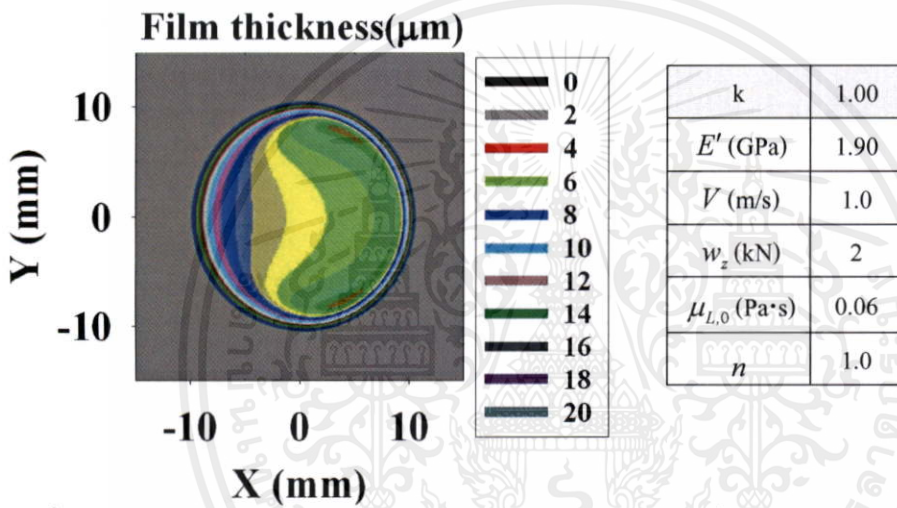 Film thickness(μm)
10
0
-10
Y (mm)
-10 0 10
X (mm)
0
2
4
6
8
10
12
14
16
18
20
k 1.00
E′ (GPa) 1.90
V (m/s) 1.0
w_z (kN) 2
μ_L,0 (Pa·s) 0.06
n 1.0